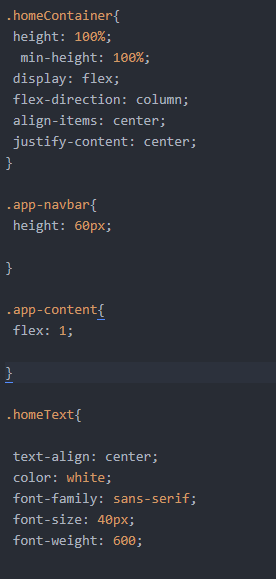 .homeContainer{
height: 100%;
min-height: 100%;
display: flex;
flex-direction: column;
align-items: center;
justify-content: center;
}
.app-navbar{
height: 60px;
}
.app-content{
flex: 1;
}
.homeText{
text-align: center;
color: white;
font-family: sans-serif;
font-size: 40px;
font-weight: 600;